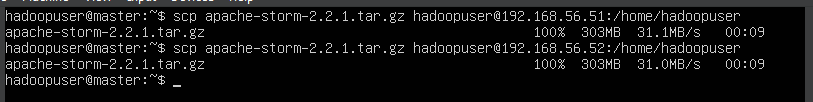 hadoopuser@master:~$ scp apache-storm-2.2.1.tar.gz hadoopuser@192.168.56.51:/home/hadoopuser
apache-storm-2.2.1.tar.gz 100% 303MB 31.1MB/s 00:09
hadoopuser@master:~$ scp apache-storm-2.2.1.tar.gz hadoopuser@192.168.56.52:/home/hadoopuser
apache-storm-2.2.1.tar.gz 100% 303MB 31.0MB/s 00:09
hadoopuser@master:~$ _